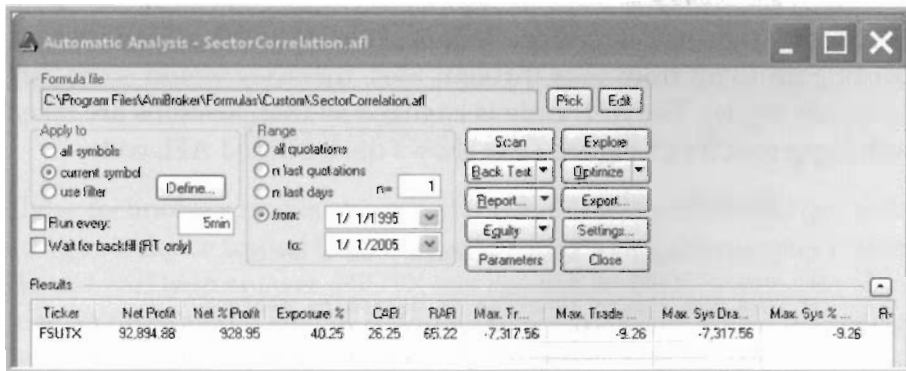 Automatic Analysis - SectorCorrelation.afl
Formula file
C:\Program Files\AmiBroker\Formulas\Custom\SectorCorrelation.afl
Pick Edit
Apply to
all symbols
current symbol
use filter
Define...
Run every: 5min
Wait for backfill (RT only)
Range
all quotations
n last quotations
n last days n= 1
from: 1/ 1/1995
to: 1/ 1/2005
Scan Explore
Back Test Optimize
Report... Export...
Equity Settings...
Parameters Close
Results
Ticker Net Profit Net % Profit Exposure % CAR RAR Max. Tr... Max. Trade ... Max. Sys Dra... Max. Sys % ...
FSUTX 92,894.88 928.95 40.25 26.25 65.22 -7,317.56 -9.26 -7,317.56 -9.26